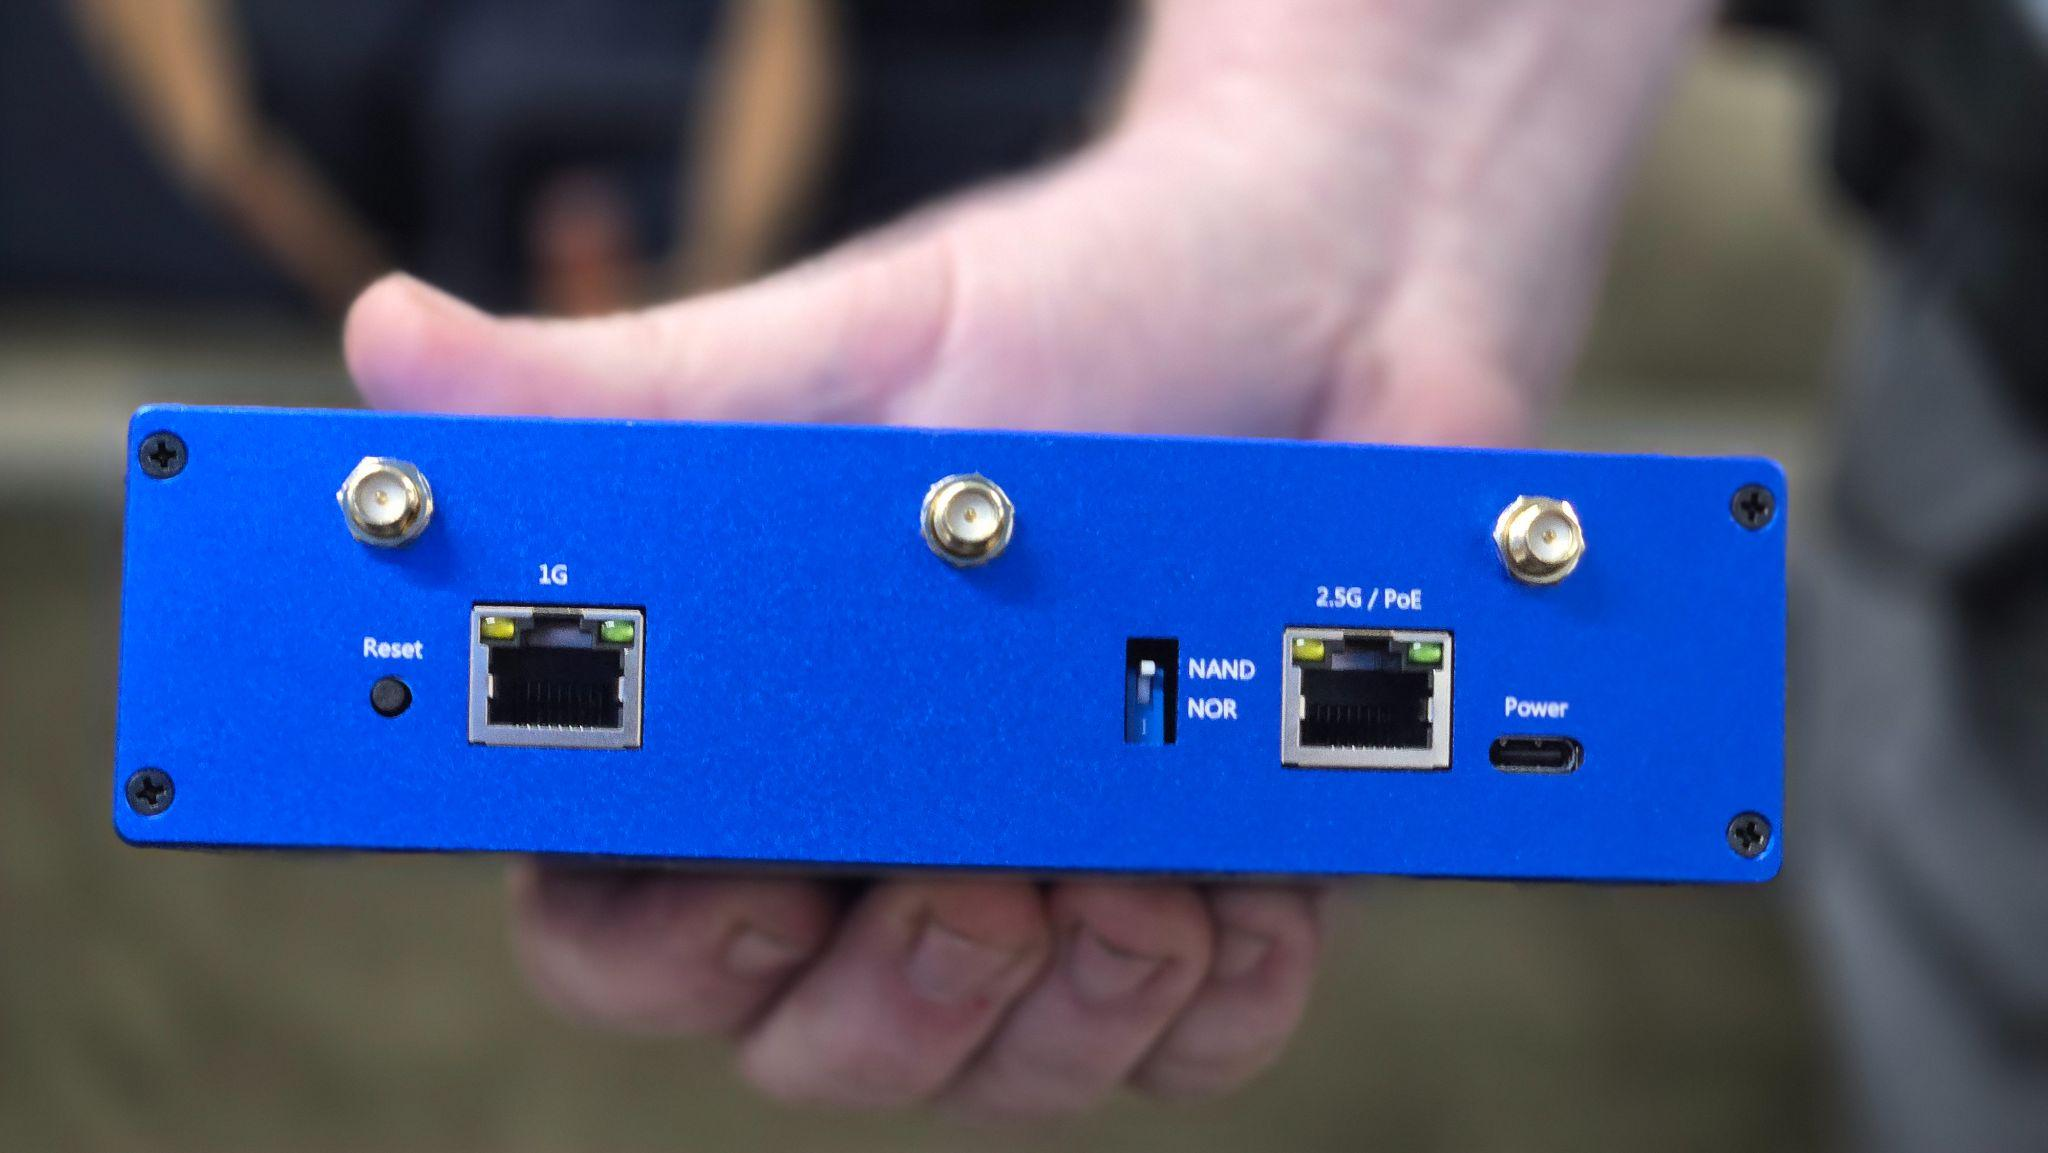 1G
Reset
NAND
NOR
2.5G / PoE
Power